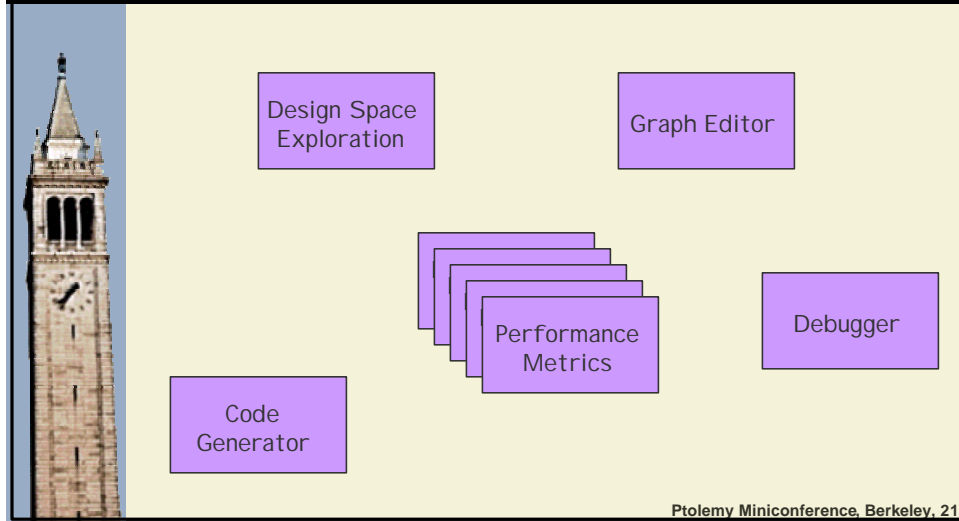 Design Space
Exploration
Graph Editor
Performance
Metrics
Debugger
Code
Generator
Ptolemy Miniconference, Berkeley, 21